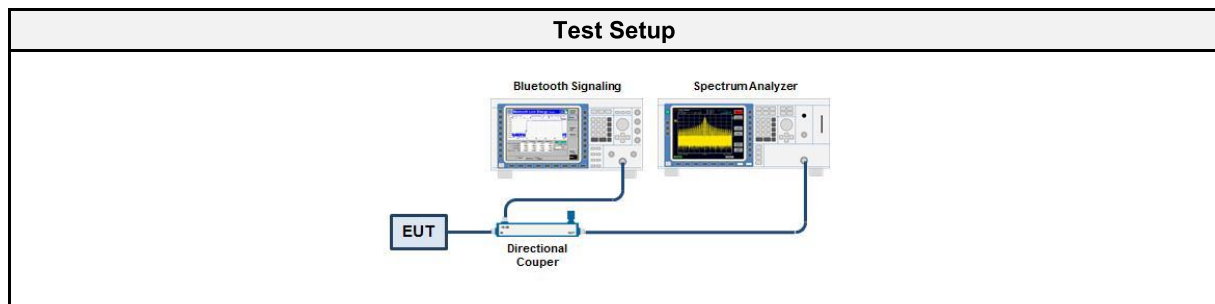 Test Setup
Bluetooth Signaling
Spectrum Analyzer
EUT
Directional
Couper